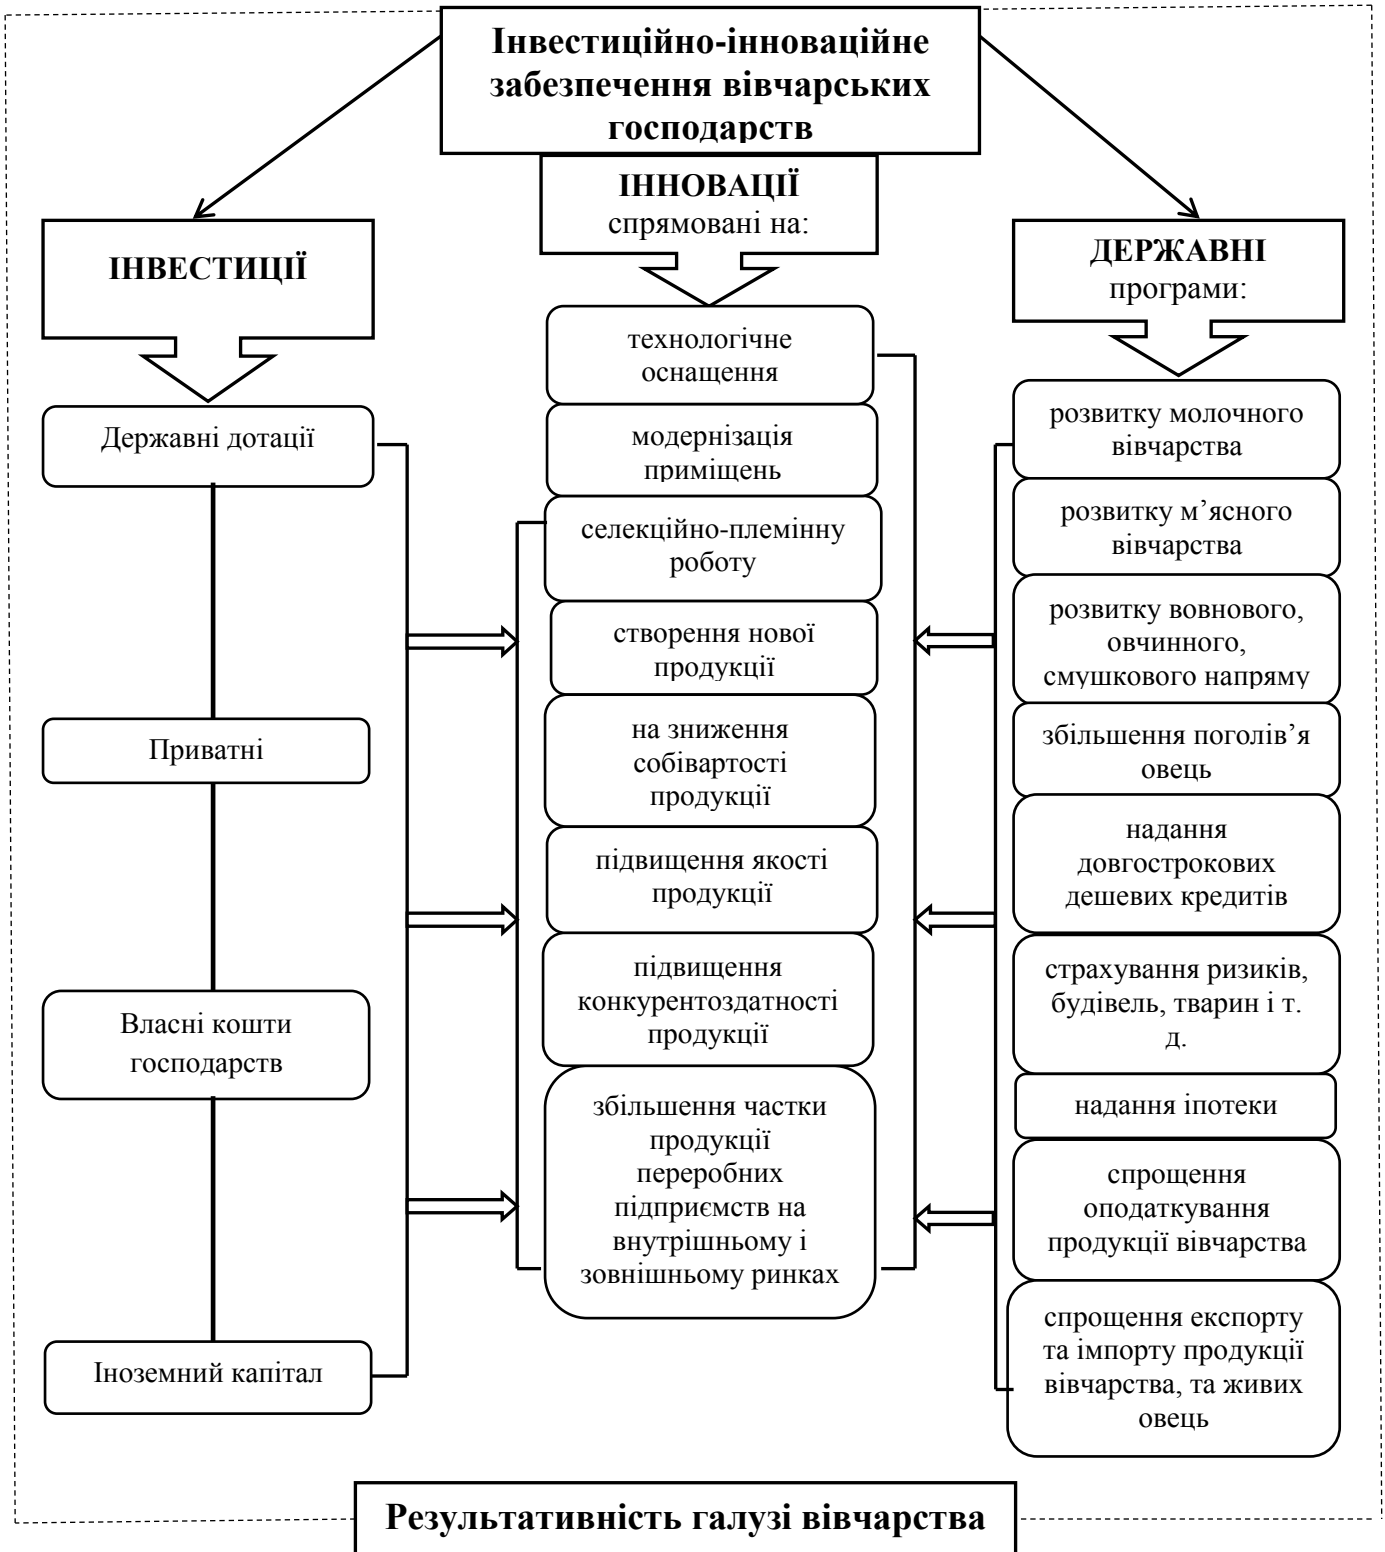 Інвестиційно-інноваційне
забезпечення вівчарських
господарств
ІНВЕСТИЦІЇ
Державні дотації
Приватні
Власні кошти
господарств
Іноземний капітал
ІННОВАЦІЇ
спрямовані на:
технологічне
оснащення
модернізація
приміщень
селекційно-племінну
роботу
створення нової
продукції
на зниження
собівартості
продукції
підвищення якості
продукції
підвищення
конкурентоздатності
продукції
збільшення частки
продукції
переробних
підприємств на
внутрішньому і
зовнішньому ринках
ДЕРЖАВНІ
програми:
розвитку молочного
вівчарства
розвитку м’ясного
вівчарства
розвитку вовнового,
овчинного,
смушкового напряму
збільшення поголів’я
овець
надання
довгострокових
дешевих кредитів
страхування ризиків,
будівель, тварин і т.
д.
надання іпотеки
спрощення
оподаткування
продукції вівчарства
спрощення експорту
та імпорту продукції
вівчарства, та живих
овець
Результативність галузі вівчарства